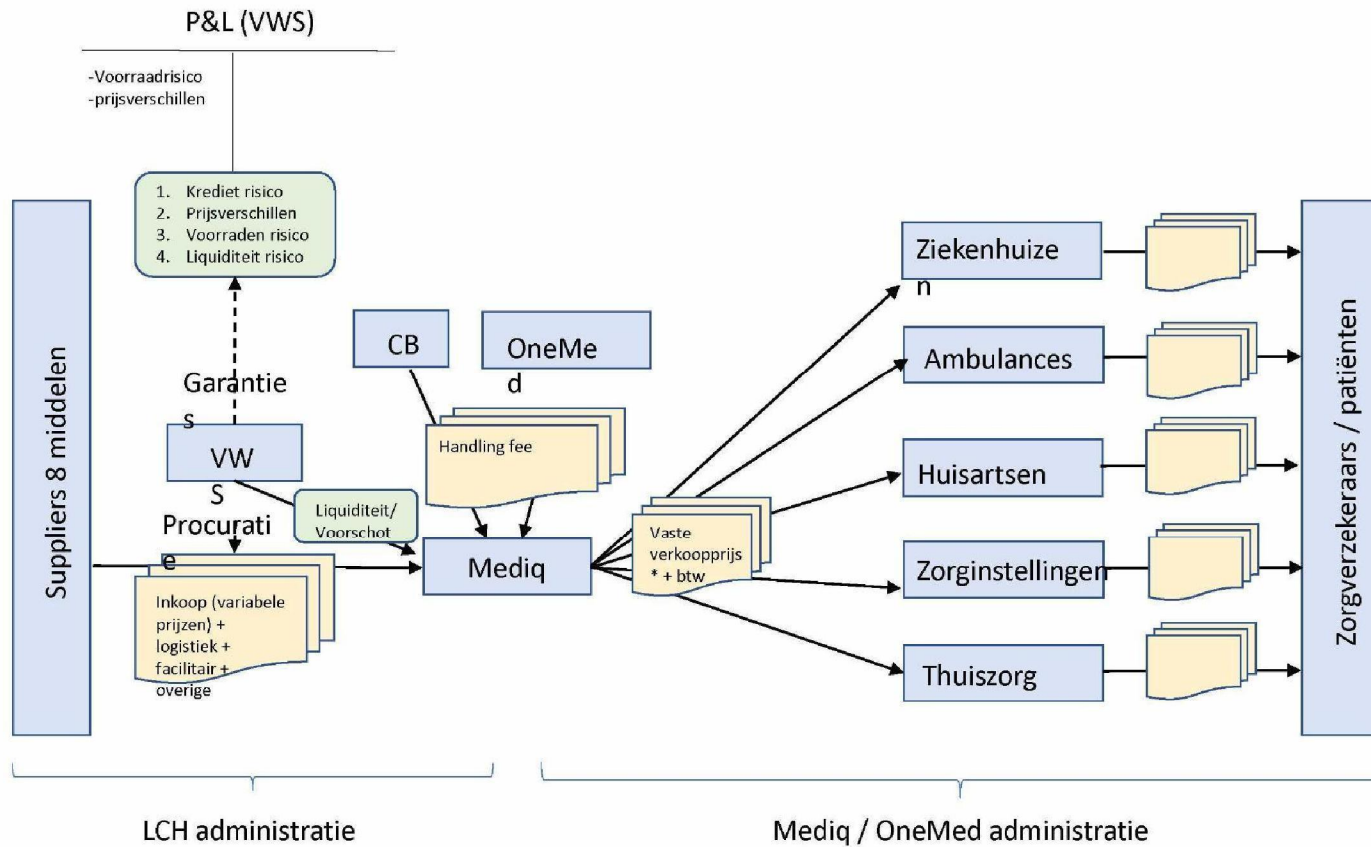 P&L (VWS)
-Voorraadrisico
-prijsverschillen
1. Krediet risico
2. Prijsverschillen
3. Voorraden risico
4. Liquiditeit risico
Suppliers 8 middelen
Garantie
s
VW
S
Procurati
e
Liquiditeit/
Voorschot
Inkoop (variabele
prijzen) +
logistiek +
facilitair +
overige
CB
OneMe
d
Handling fee
Mediq
Vaste
verkoopprijs
* + btw
Ziekenhuize
n
Ambulances
Huisartsen
Zorginstellingen
Thuiszorg
Zorgverzekeraars / patiënten
LCH administratie
Mediq / OneMed administratie